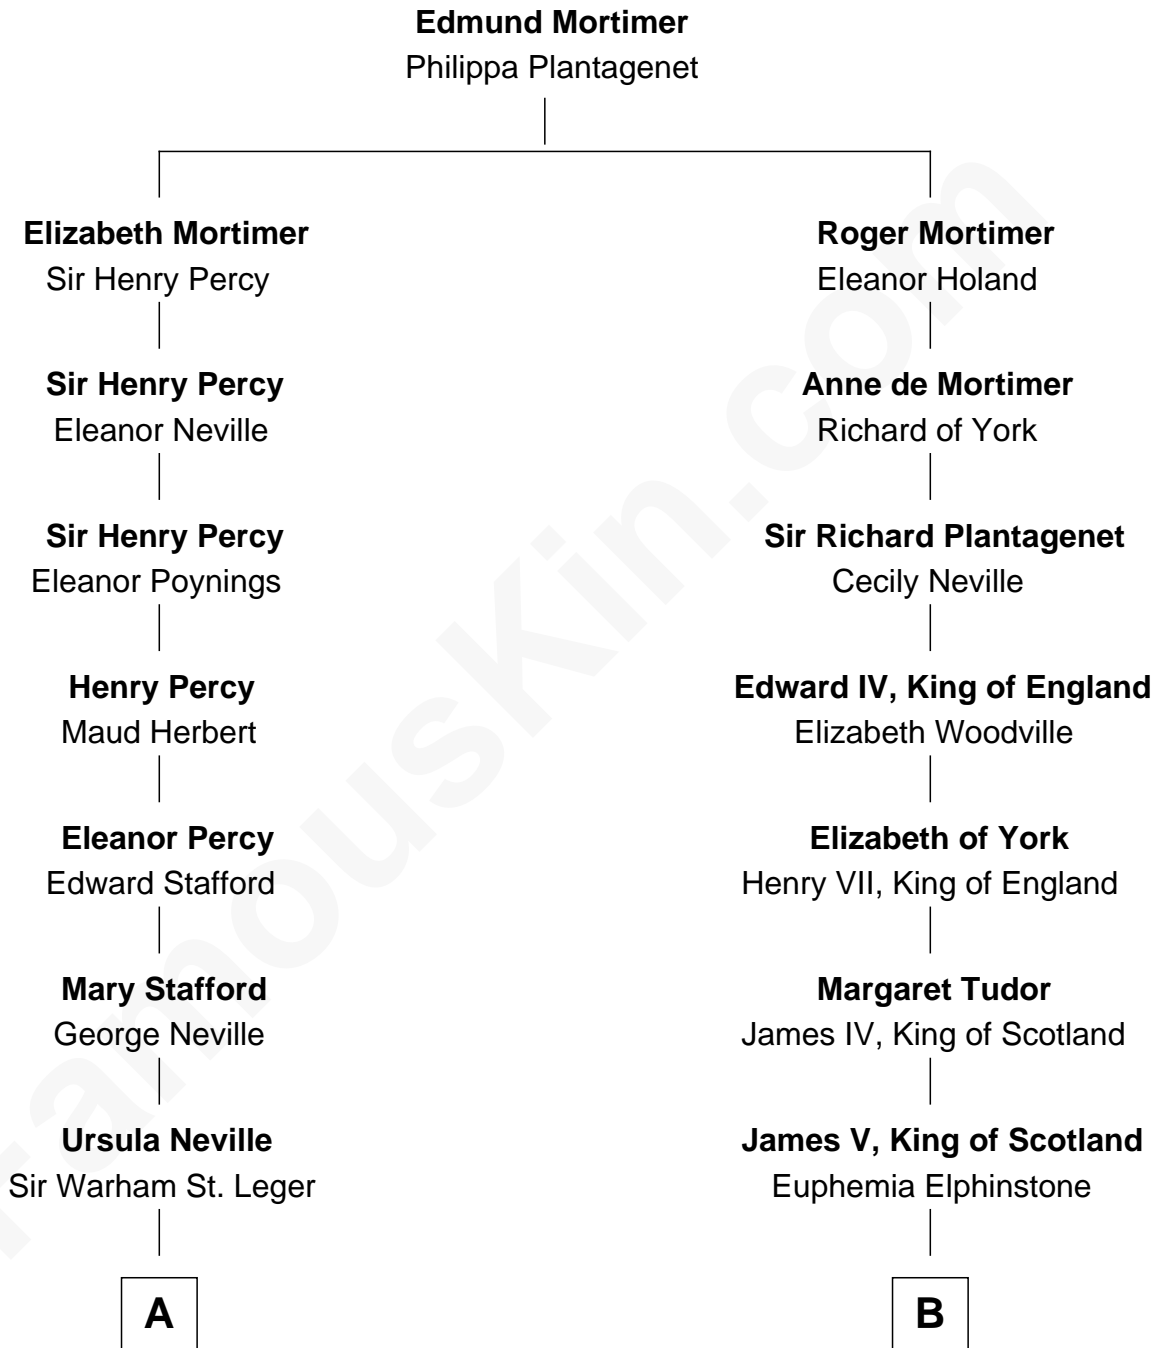 Edmund Mortimer
Philippa Plantagenet
Elizabeth Mortimer
Sir Henry Percy
Roger Mortimer
Eleanor Holand
Sir Henry Percy
Eleanor Neville
Anne de Mortimer
Richard of York
Sir Henry Percy
Eleanor Poynings
Sir Richard Plantagenet
Cecily Neville
Henry Percy
Maud Herbert
Edward IV, King of England
Elizabeth Woodville
Eleanor Percy
Edward Stafford
Elizabeth of York
Henry VII, King of England
Mary Stafford
George Neville
Margaret Tudor
James IV, King of Scotland
Ursula Neville
Sir Warham St. Leger
James V, King of Scotland
Euphemia Elphinstone
A
B
famousKin.com